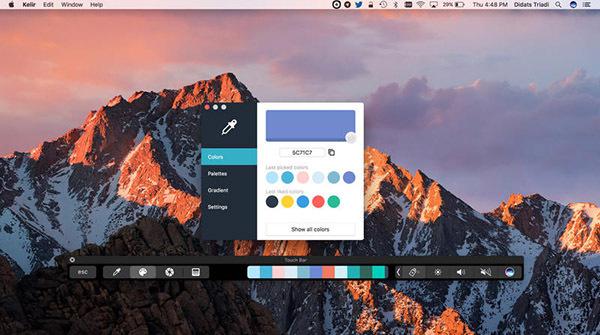 Kelir Edit Window Help
29% Thu 4:48 PM Didats Triadi
Colors
Palettes
Gradient
Settings
5C71C7
Last picked colors
Last liked colors
Show all colors
Touch Bar
esc